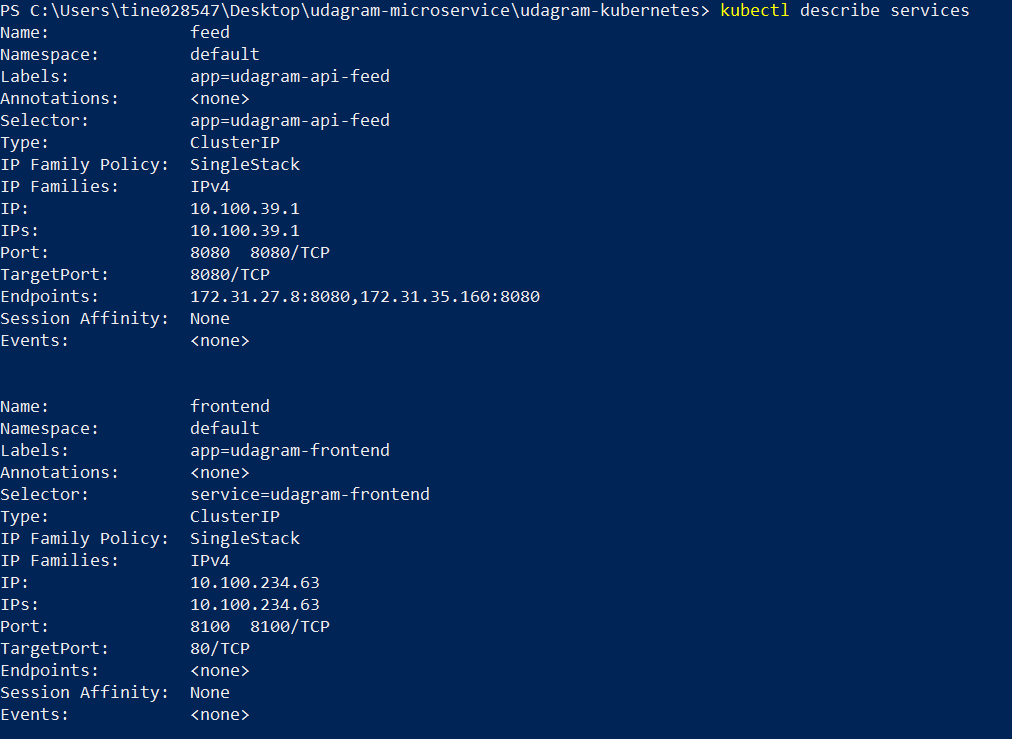 PS C:\Users\tine028547\Desktop\udagram-microservice\udagram-kubernetes> kubectl describe services
Name:              feed
Namespace:         default
Labels:            app=udagram-api-feed
Annotations:       <none>
Selector:          app=udagram-api-feed
Type:              ClusterIP
IP Family Policy:  SingleStack
IP Families:       IPv4
IP:                10.100.39.1
IPs:               10.100.39.1
Port:              8080  8080/TCP
TargetPort:        8080/TCP
Endpoints:         172.31.27.8:8080,172.31.35.160:8080
Session Affinity:  None
Events:            <none>
Name:              frontend
Namespace:         default
Labels:            app=udagram-frontend
Annotations:       <none>
Selector:          service=udagram-frontend
Type:              ClusterIP
IP Family Policy:  SingleStack
IP Families:       IPv4
IP:                10.100.234.63
IPs:               10.100.234.63
Port:              8100  8100/TCP
TargetPort:        80/TCP
Endpoints:         <none>
Session Affinity:  None
Events:            <none>